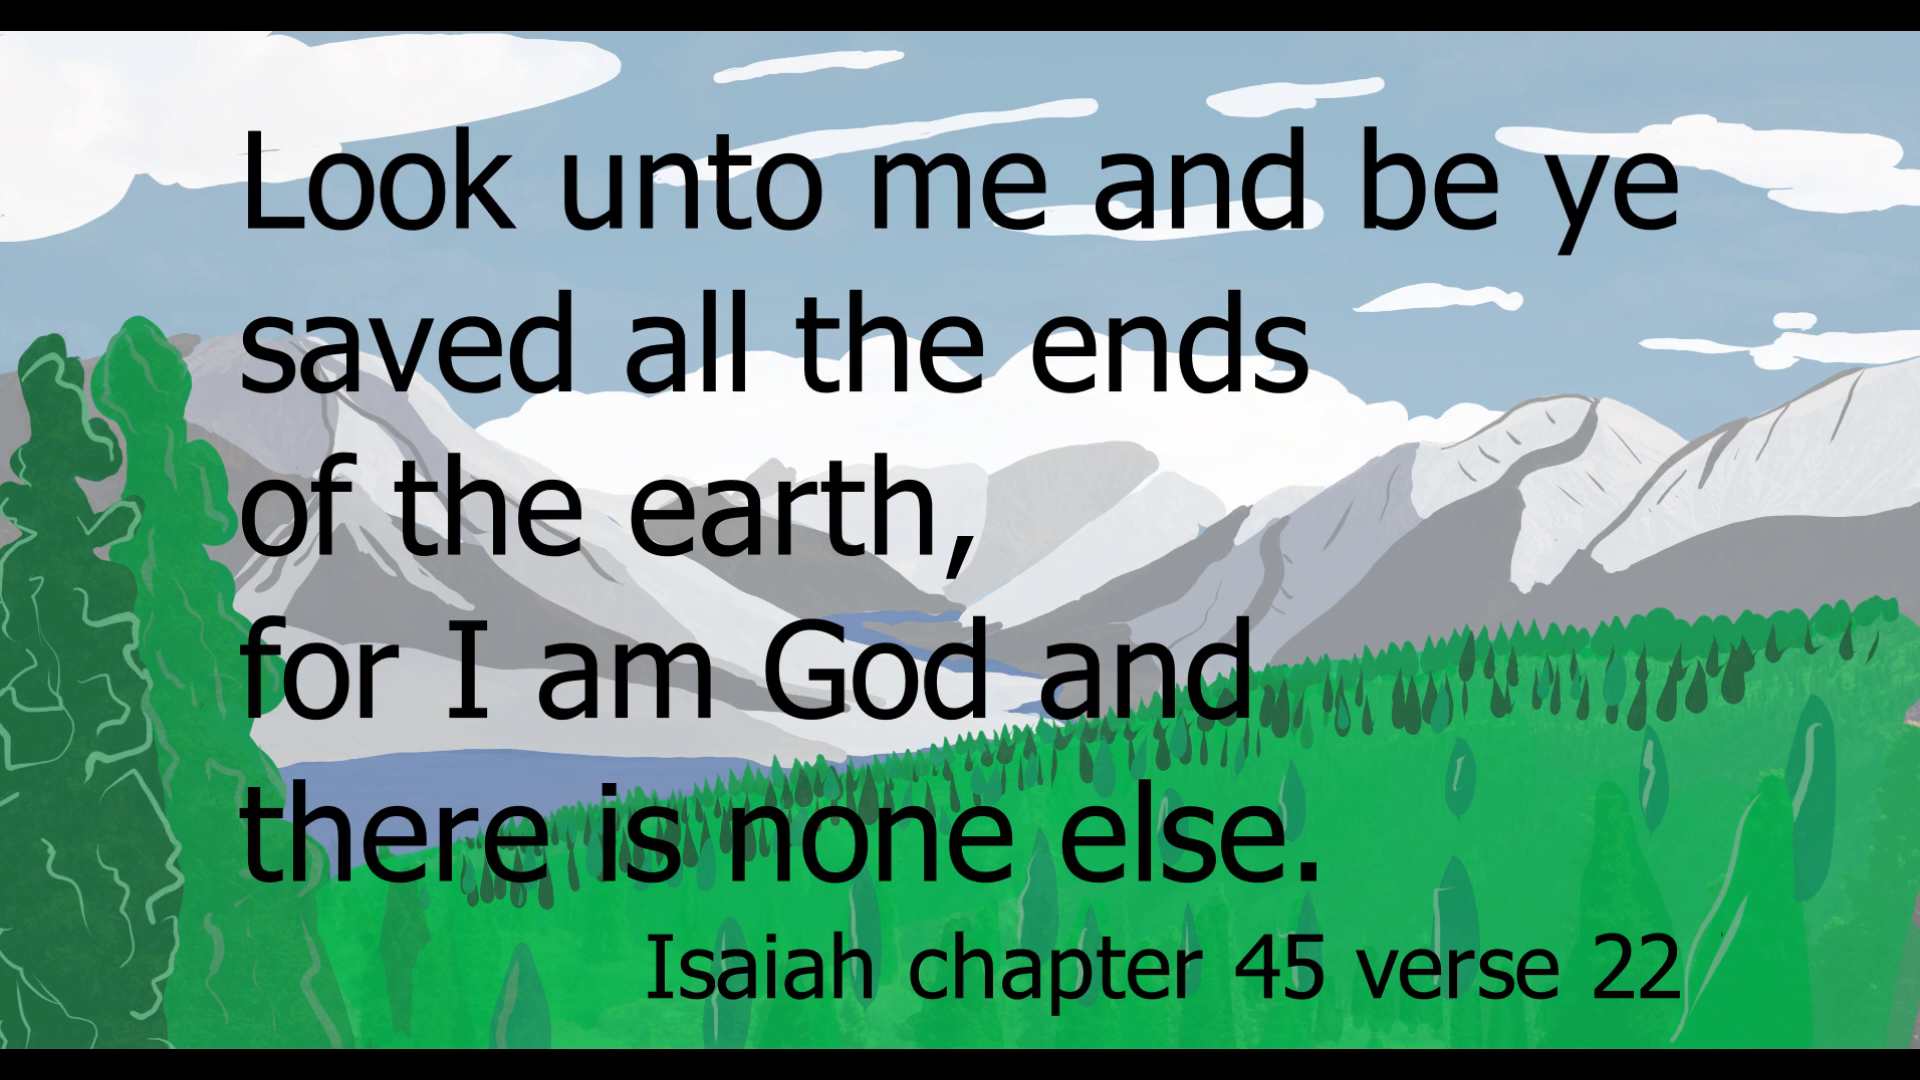 Look unto me and be ye
saved all the ends
of the earth,
for I am God and
there is none else.
Isaiah chapter 45 verse 22